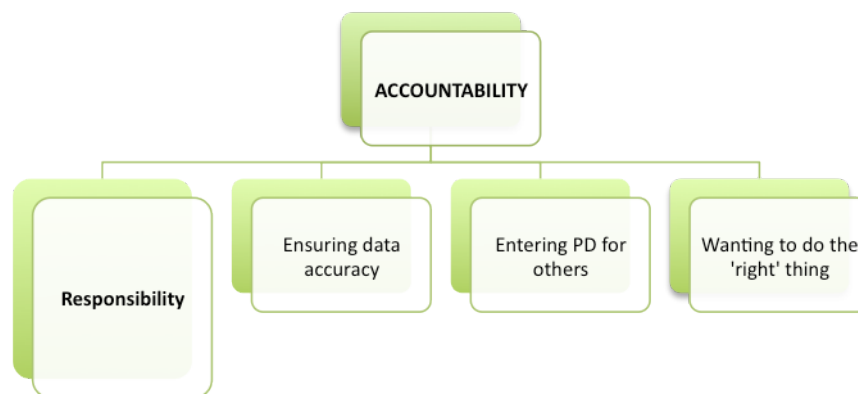 ACCOUNTABILITY
Responsibility
Ensuring data
accuracy
Entering PD for
others
Wanting to do the
'right' thing